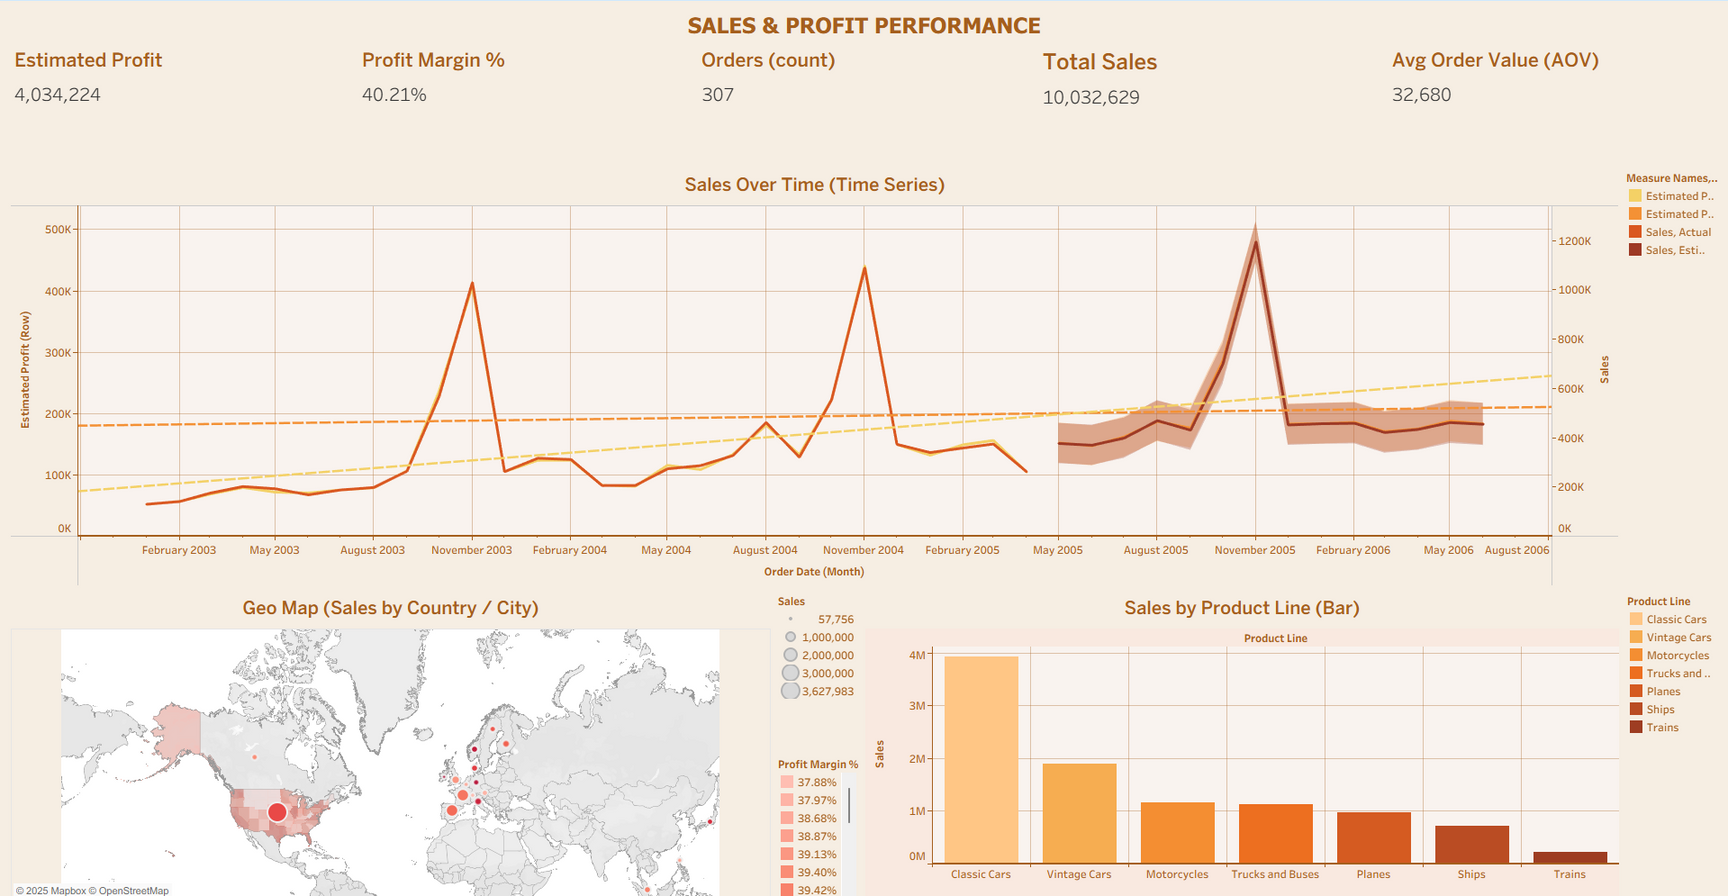 SALES & PROFIT PERFORMANCE
Estimated Profit
4,034,224
Profit Margin %
40.21%
Orders (count)
307
Total Sales
10,032,629
Avg Order Value (AOV)
32,680
Sales Over Time (Time Series)
Estimated Profit (Row)
500K
400K
300K
200K
100K
0K
1200K
1000K
800K
600K
400K
200K
0K
Sales
February 2003
May 2003
August 2003
November 2003
February 2004
May 2004
August 2004
November 2004
February 2005
May 2005
August 2005
November 2005
February 2006
May 2006
August 2006
Order Date (Month)
Measure Names,..
Estimated P..
Estimated P..
Sales, Actual
Sales, Esti..
Geo Map (Sales by Country / City)
© 2025 Mapbox © OpenStreetMap
Sales
57,756
1,000,000
2,000,000
3,000,000
3,627,983
Profit Margin %
37.88%
37.97%
38.68%
38.87%
39.13%
39.40%
39.42%
Sales by Product Line (Bar)
Product Line
Sales
4M
3M
2M
1M
0M
Classic Cars
Vintage Cars
Motorcycles
Trucks and Buses
Planes
Ships
Trains
Product Line
Classic Cars
Vintage Cars
Motorcycles
Trucks and ..
Planes
Ships
Trains